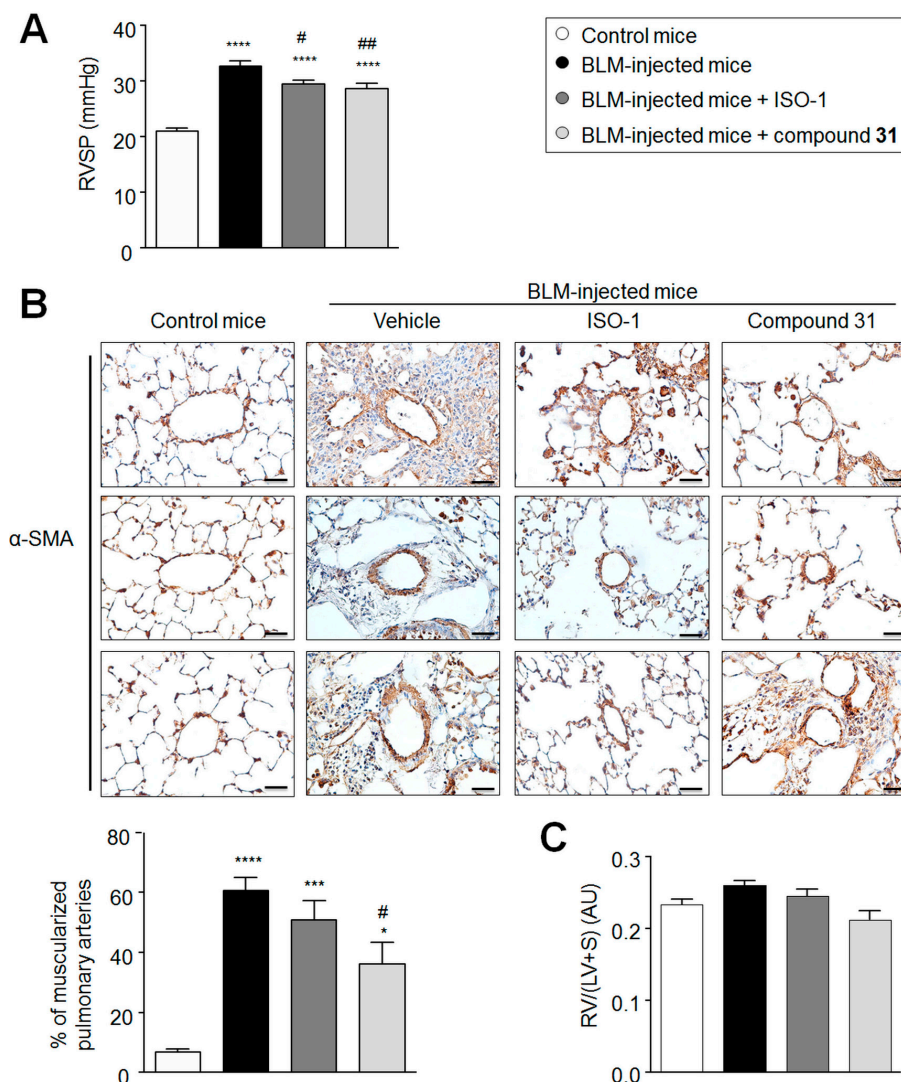 A
RVSP (mmHg)
40
30
20
10
0
****
#
****
##
****
Control mice
BLM-injected mice
BLM-injected mice + ISO-1
BLM-injected mice + compound 31
B
BLM-injected mice
Control mice
Vehicle
ISO-1
Compound 31
α-SMA
% of muscularized
pulmonary arteries
80
60
40
20
0
****
***
#
*
C
RV/(LV+S) (AU)
0.3
0.2
0.1
0.0